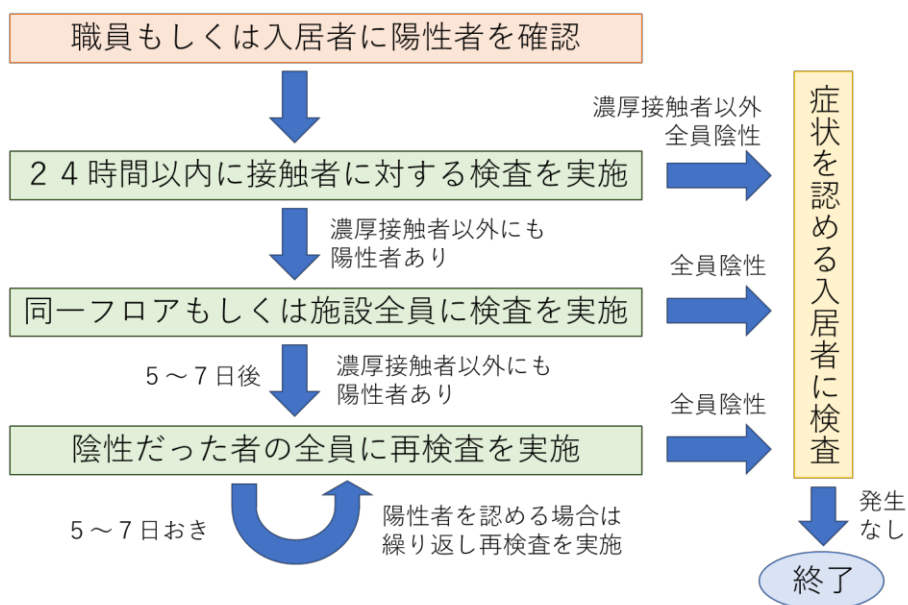 職員もしくは入居者に陽性者を確認
濃厚接触者以外
全員陰性
２４時間以内に接触者に対する検査を実施
濃厚接触者以外にも
陽性者あり
全員陰性
同一フロアもしくは施設全員に検査を実施
５～７日後
濃厚接触者以外にも
陽性者あり
全員陰性
陰性だった者の全員に再検査を実施
５～７日おき
陽性者を認める場合は
繰り返し再検査を実施
症状を認める入居者に検査
発生
なし
終了